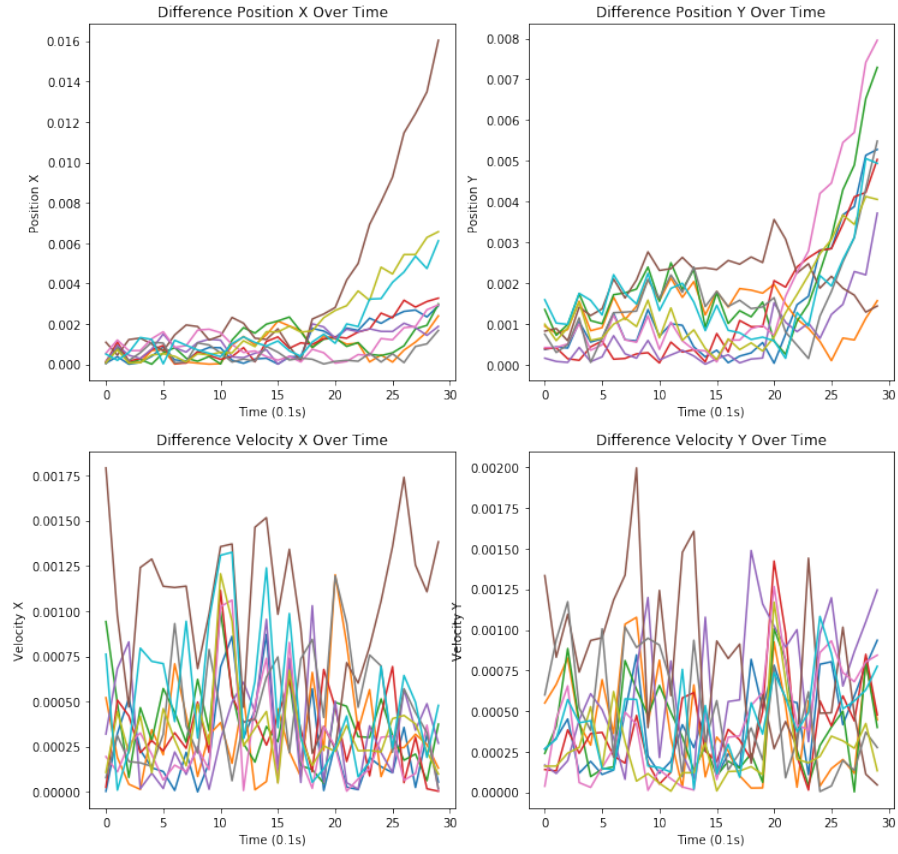 Difference Position X Over Time
Position X
0.016
0.014
0.012
0.010
0.008
0.006
0.004
0.002
0.000
0 5 10 15 20 25 30
Time (0.1s)
Difference Position Y Over Time
Position Y
0.008
0.007
0.006
0.005
0.004
0.003
0.002
0.001
0.000
0 5 10 15 20 25 30
Time (0.1s)
Difference Velocity X Over Time
Velocity X
0.00175
0.00150
0.00125
0.00100
0.00075
0.00050
0.00025
0.00000
0 5 10 15 20 25 30
Time (0.1s)
Difference Velocity Y Over Time
Velocity Y
0.00200
0.00175
0.00150
0.00125
0.00100
0.00075
0.00050
0.00025
0.00000
0 5 10 15 20 25 30
Time (0.1s)